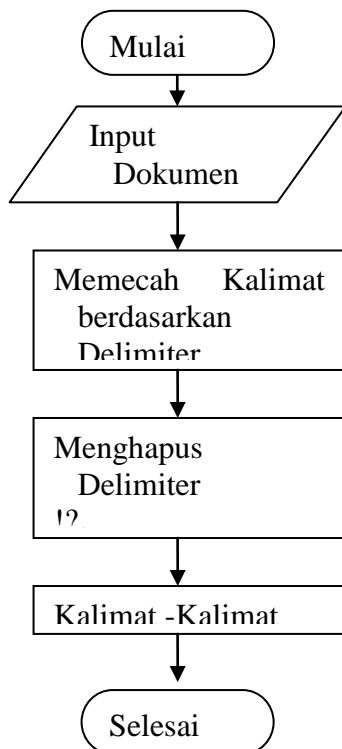 Mulai
Input
Dokumen
Memecah Kalimat
berdasarkan
Delimiter
Menghapus
Delimiter
!?
Kalimat -Kalimat
Selesai